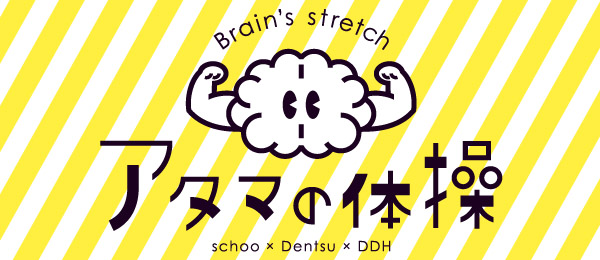 Brain's stretch
アタマの体操
schoo × Dentsu × DDH